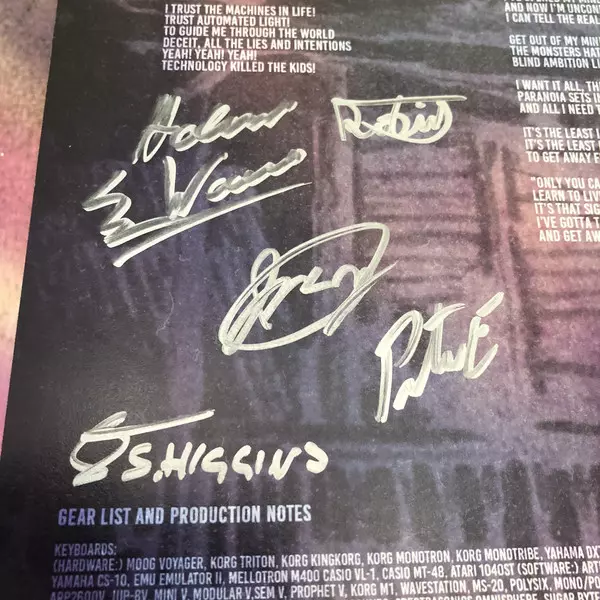 I TRUST THE MACHINES IN LIFE!
TRUST AUTOMATED LIGHT!
TO GUIDE ME THROUGH THE WORLD
DECEIT, ALL THE LIES AND INTENTIONS
YEAH! YEAH! YEAH!
TECHNOLOGY KILLED THE KIDS!
AND NOW I'M UNCON
I CAN TELL THE REAL
GET OUT OF MY MIN
THE MONSTERS HAT
BLIND AMBITION LI
I WANT IT ALL, TH
PARANOIA SETS I
AND ALL I NEED T
IT'S THE LEAST
IT'S THE LEAST
TO GET AWAY F
"ONLY YOU CA
LEARN TO LIV
IT'S THAT SIG
I'VE GOTTA T
AND GET AW
S.HIGGINS
GEAR LIST AND PRODUCTION NOTES
KEYBOARDS:
(HARDWARE:) MOOG VOYAGER, KORG TRITON, KORG KINGKORG, KORG MONOTRON, KORG MONOTRIBE, YAHAMA DX
YAMAHA CS-10, EMU EMULATOR II, MELLOTRON M400 CASIO VL-1, CASIO MT-48, ATARI 1040ST (SOFTWARE:) ART
ARP2600V, JUP-8V, MINI V, MODULAR V,SEM V, PROPHET V, KORG M1, WAVESTATION, MS-20, POLYSIX, MONO/PO